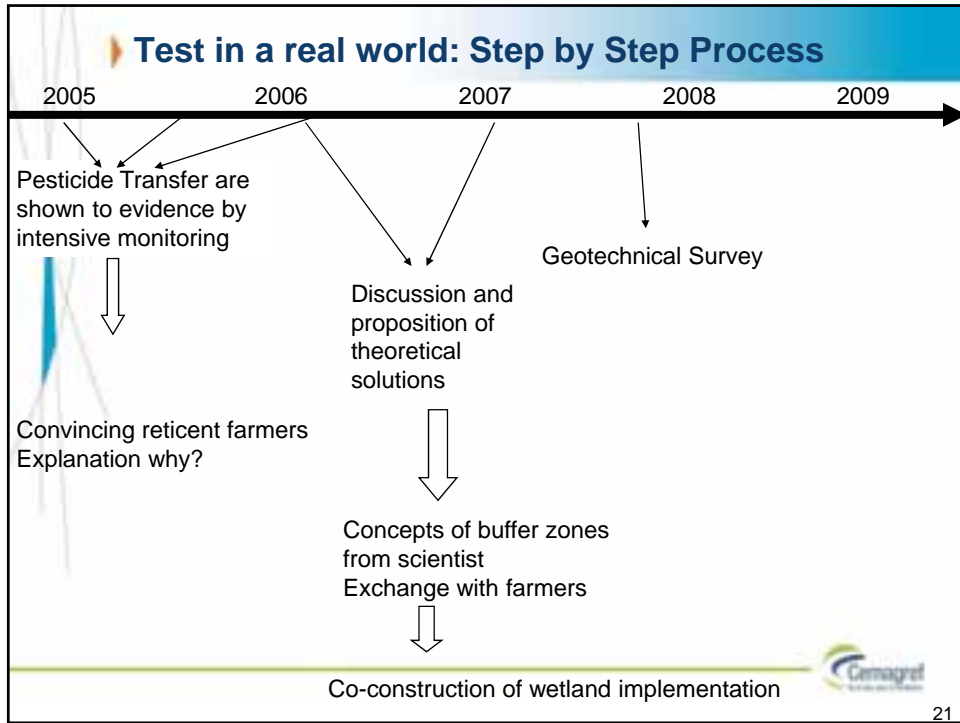 Test in a real world: Step by Step Process
2005 2006 2007 2008 2009
Pesticide Transfer are
shown to evidence by
intensive monitoring
Geotechnical Survey
Discussion and
proposition of
theoretical
solutions
Convincing reticent farmers
Explanation why?
Concepts of buffer zones
from scientist
Exchange with farmers
Co-construction of wetland implementation
Cemagref
21